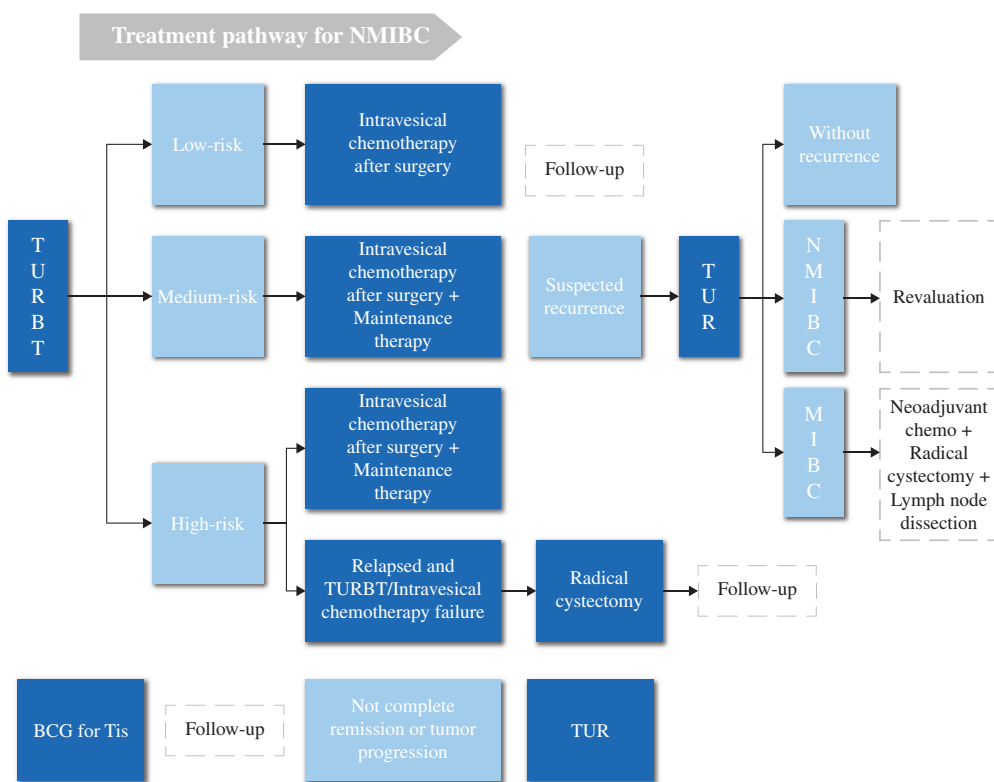 Treatment pathway for NMIBC
T
U
R
B
T
Low-risk
Intravesical
chemotherapy
after surgery
Follow-up
Medium-risk
Intravesical
chemotherapy
after surgery +
Maintenance
therapy
High-risk
Intravesical
chemotherapy
after surgery +
Maintenance
therapy
Relapsed and
TURBT/Intravesical
chemotherapy failure
Radical
cystectomy
Follow-up
Suspected
recurrence
T
U
R
Without
recurrence
N
M
I
B
C
Revaluation
M
I
B
C
Neoadjuvant
chemo +
Radical
cystectomy +
Lymph node
dissection
BCG for Tis
Follow-up
Not complete
remission or tumor
progression
TUR